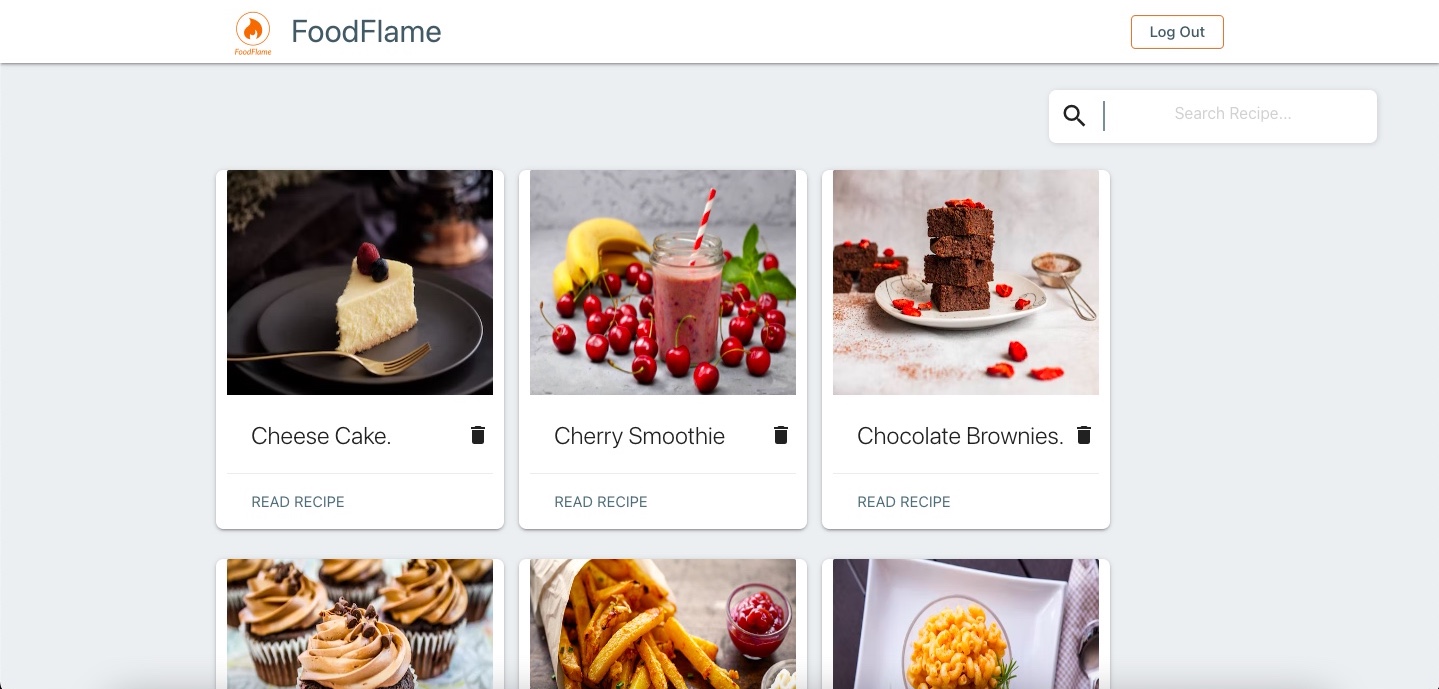 FoodFlame
FoodFlame
Log Out
Search Recipe...
Cheese Cake.
Cherry Smoothie
Chocolate Brownies.
READ RECIPE
READ RECIPE
READ RECIPE